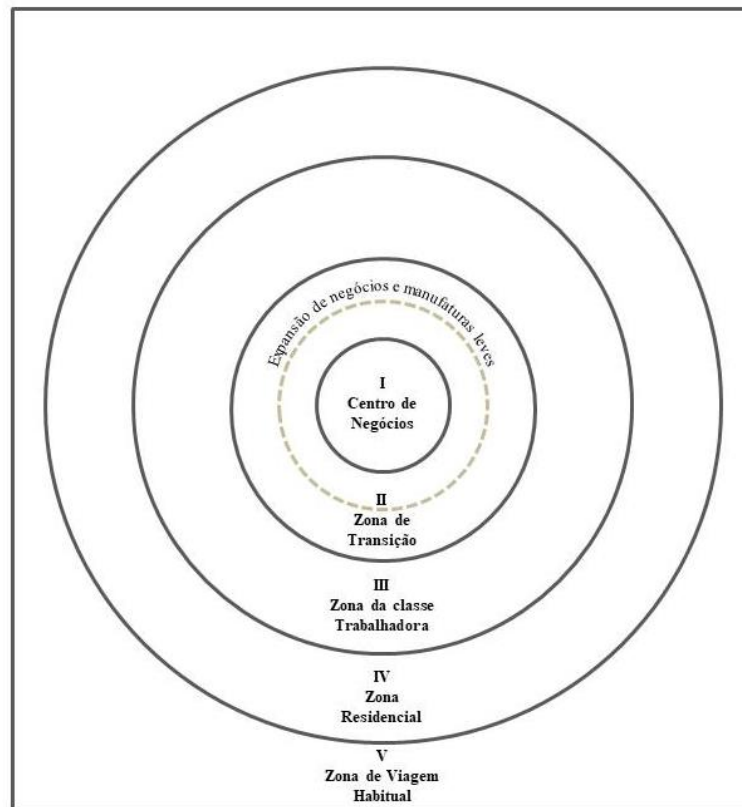 Expansão de negócios e manufaturas leves
I
Centro de
Negócios
II
Zona de
Transição
III
Zona da classe
Trabalhadora
IV
Zona
Residencial
V
Zona de Viagem
Habitual